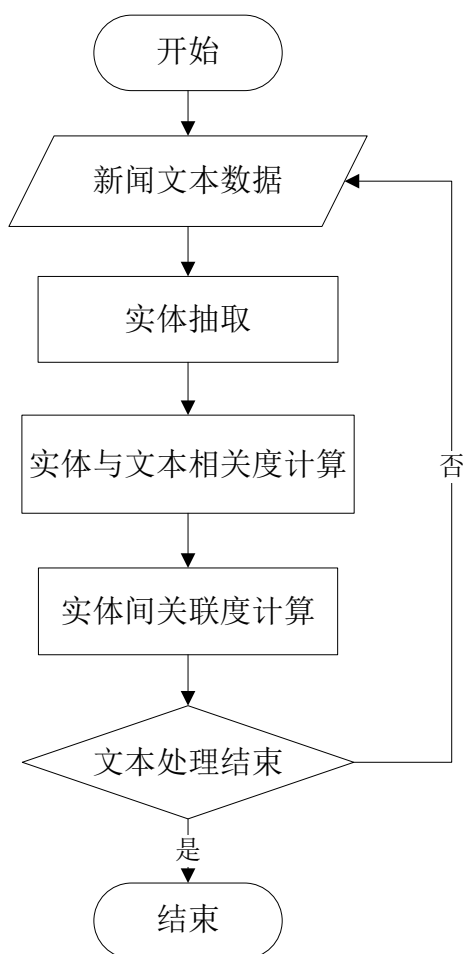 开始
新闻文本数据
实体抽取
实体与文本相关度计算
实体间关联度计算
否
文本处理结束
是
结束